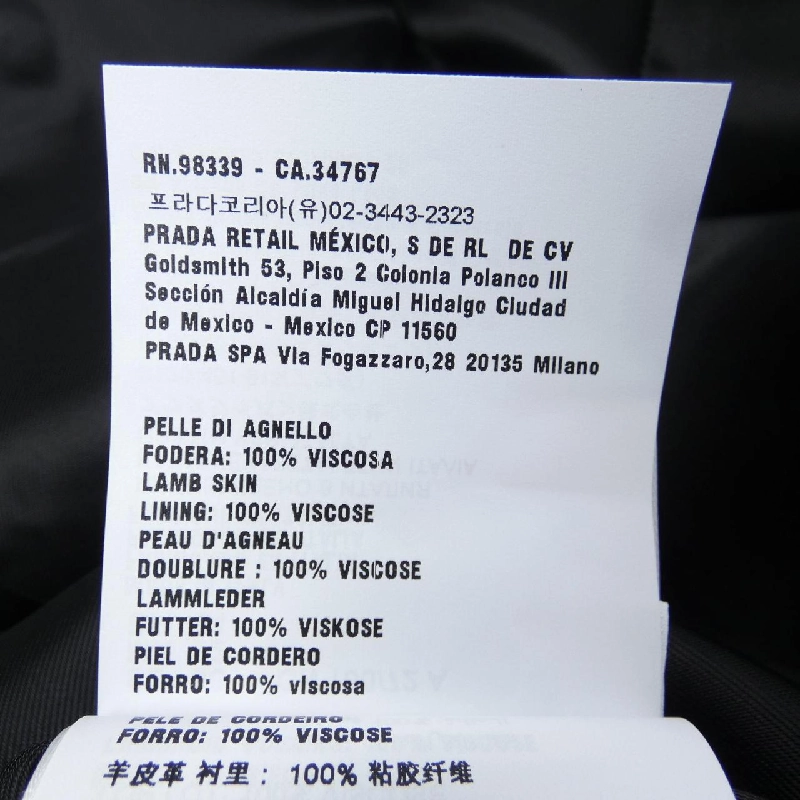 RN.98339 - CA.34767
프라다코리아(유)02-3443-2323
PRADA RETAIL MÉXICO, S DE RL DE CV
Goldsmith 53, Piso 2 Colonia Polanco III
Sección Alcaldía Miguel Hidalgo Ciudad
de Mexico - Mexico CP 11560
PRADA SPA Via Fogazzaro,28 20135 Milano
PELLE DI AGNELLO
FODERA: 100% VISCOSA
LAMB SKIN
LINING: 100% VISCOSE
PEAU D'AGNEAU
DOUBLURE : 100% VISCOSE
LAMMLEDER
FUTTER: 100% VISKOSE
PIEL DE CORDERO
FORRO: 100% viscosa
PELE DE CORDEIRO
FORRO: 100% VISCOSE
羊皮革 衬里： 100% 粘胶纤维